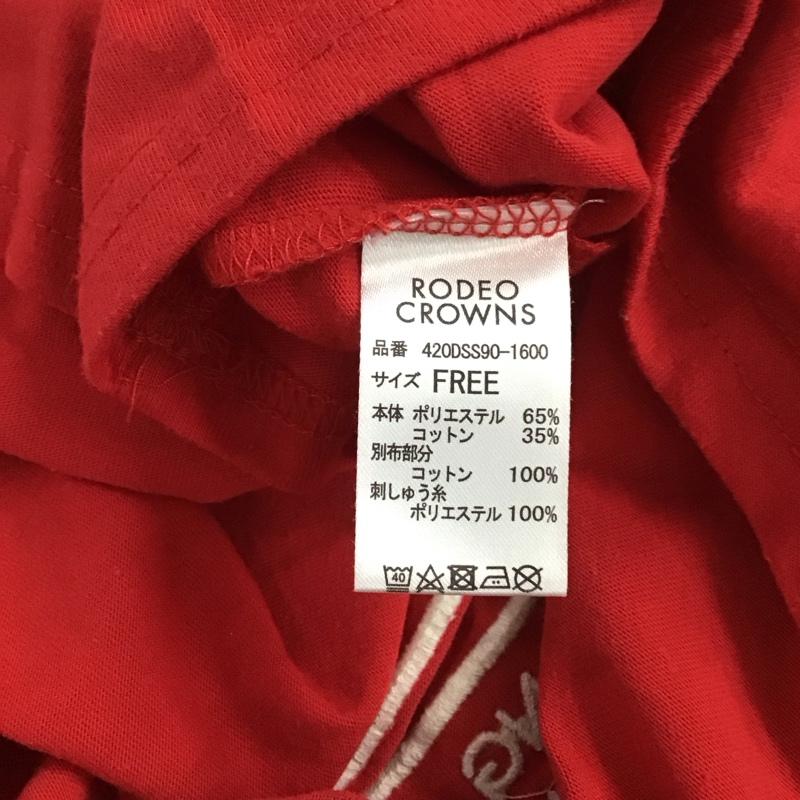 RODEO
CROWNS
品番 420DSS90-1600
サイズ FREE
本体 ポリエステル 65%
コットン 35%
別布部分
コットン 100%
刺しゅう糸
ポリエステル 100%
40